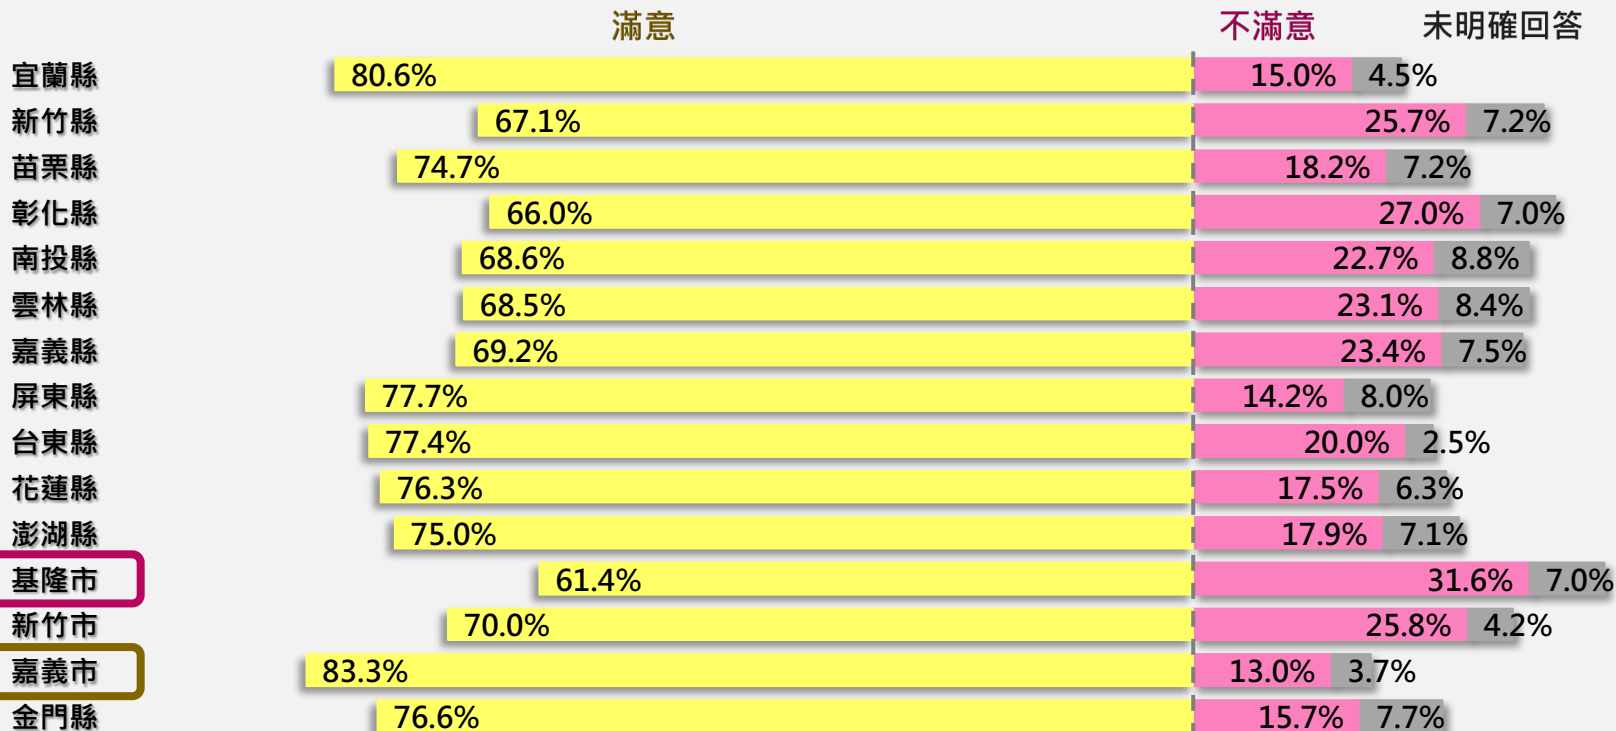 滿意 不滿意 未明確回答
宜蘭縣 80.6% 15.0% 4.5%
新竹縣 67.1% 25.7% 7.2%
苗栗縣 74.7% 18.2% 7.2%
彰化縣 66.0% 27.0% 7.0%
南投縣 68.6% 22.7% 8.8%
雲林縣 68.5% 23.1% 8.4%
嘉義縣 69.2% 23.4% 7.5%
屏東縣 77.7% 14.2% 8.0%
台東縣 77.4% 20.0% 2.5%
花蓮縣 76.3% 17.5% 6.3%
澎湖縣 75.0% 17.9% 7.1%
基隆市 61.4% 31.6% 7.0%
新竹市 70.0% 25.8% 4.2%
嘉義市 83.3% 13.0% 3.7%
金門縣 76.6% 15.7% 7.7%